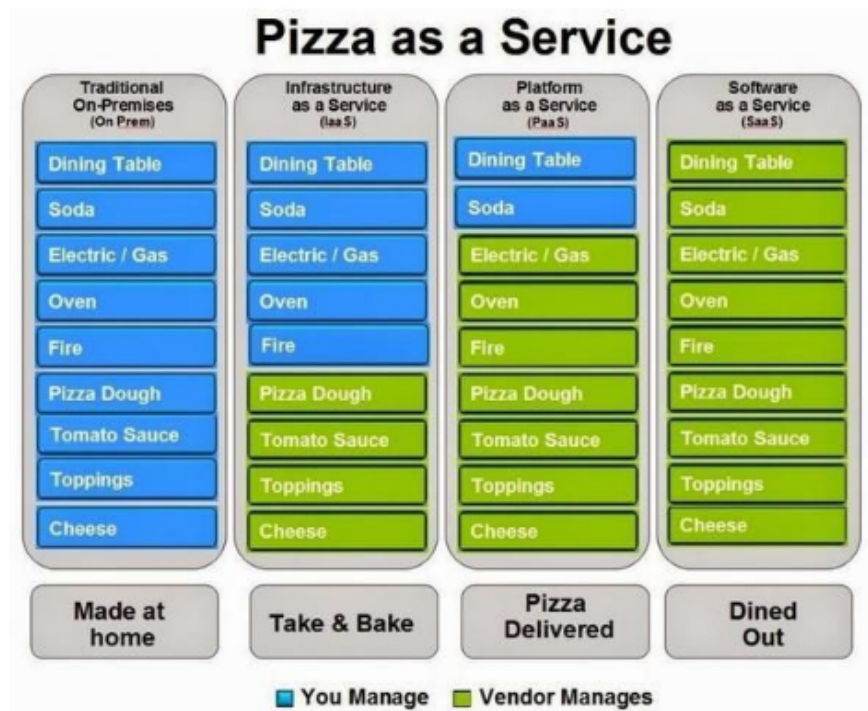 Pizza as a Service
Traditional
On-Premises
(On Prem)
Dining Table
Soda
Electric / Gas
Oven
Fire
Pizza Dough
Tomato Sauce
Toppings
Cheese
Made at
home
Infrastructure
as a Service
(IaaS)
Dining Table
Soda
Electric / Gas
Oven
Fire
Pizza Dough
Tomato Sauce
Toppings
Cheese
Take & Bake
Platform
as a Service
(PaaS)
Dining Table
Soda
Electric / Gas
Oven
Fire
Pizza Dough
Tomato Sauce
Toppings
Cheese
Pizza
Delivered
Software
as a Service
(SaaS)
Dining Table
Soda
Electric / Gas
Oven
Fire
Pizza Dough
Tomato Sauce
Toppings
Cheese
Dined
Out
You Manage
Vendor Manages